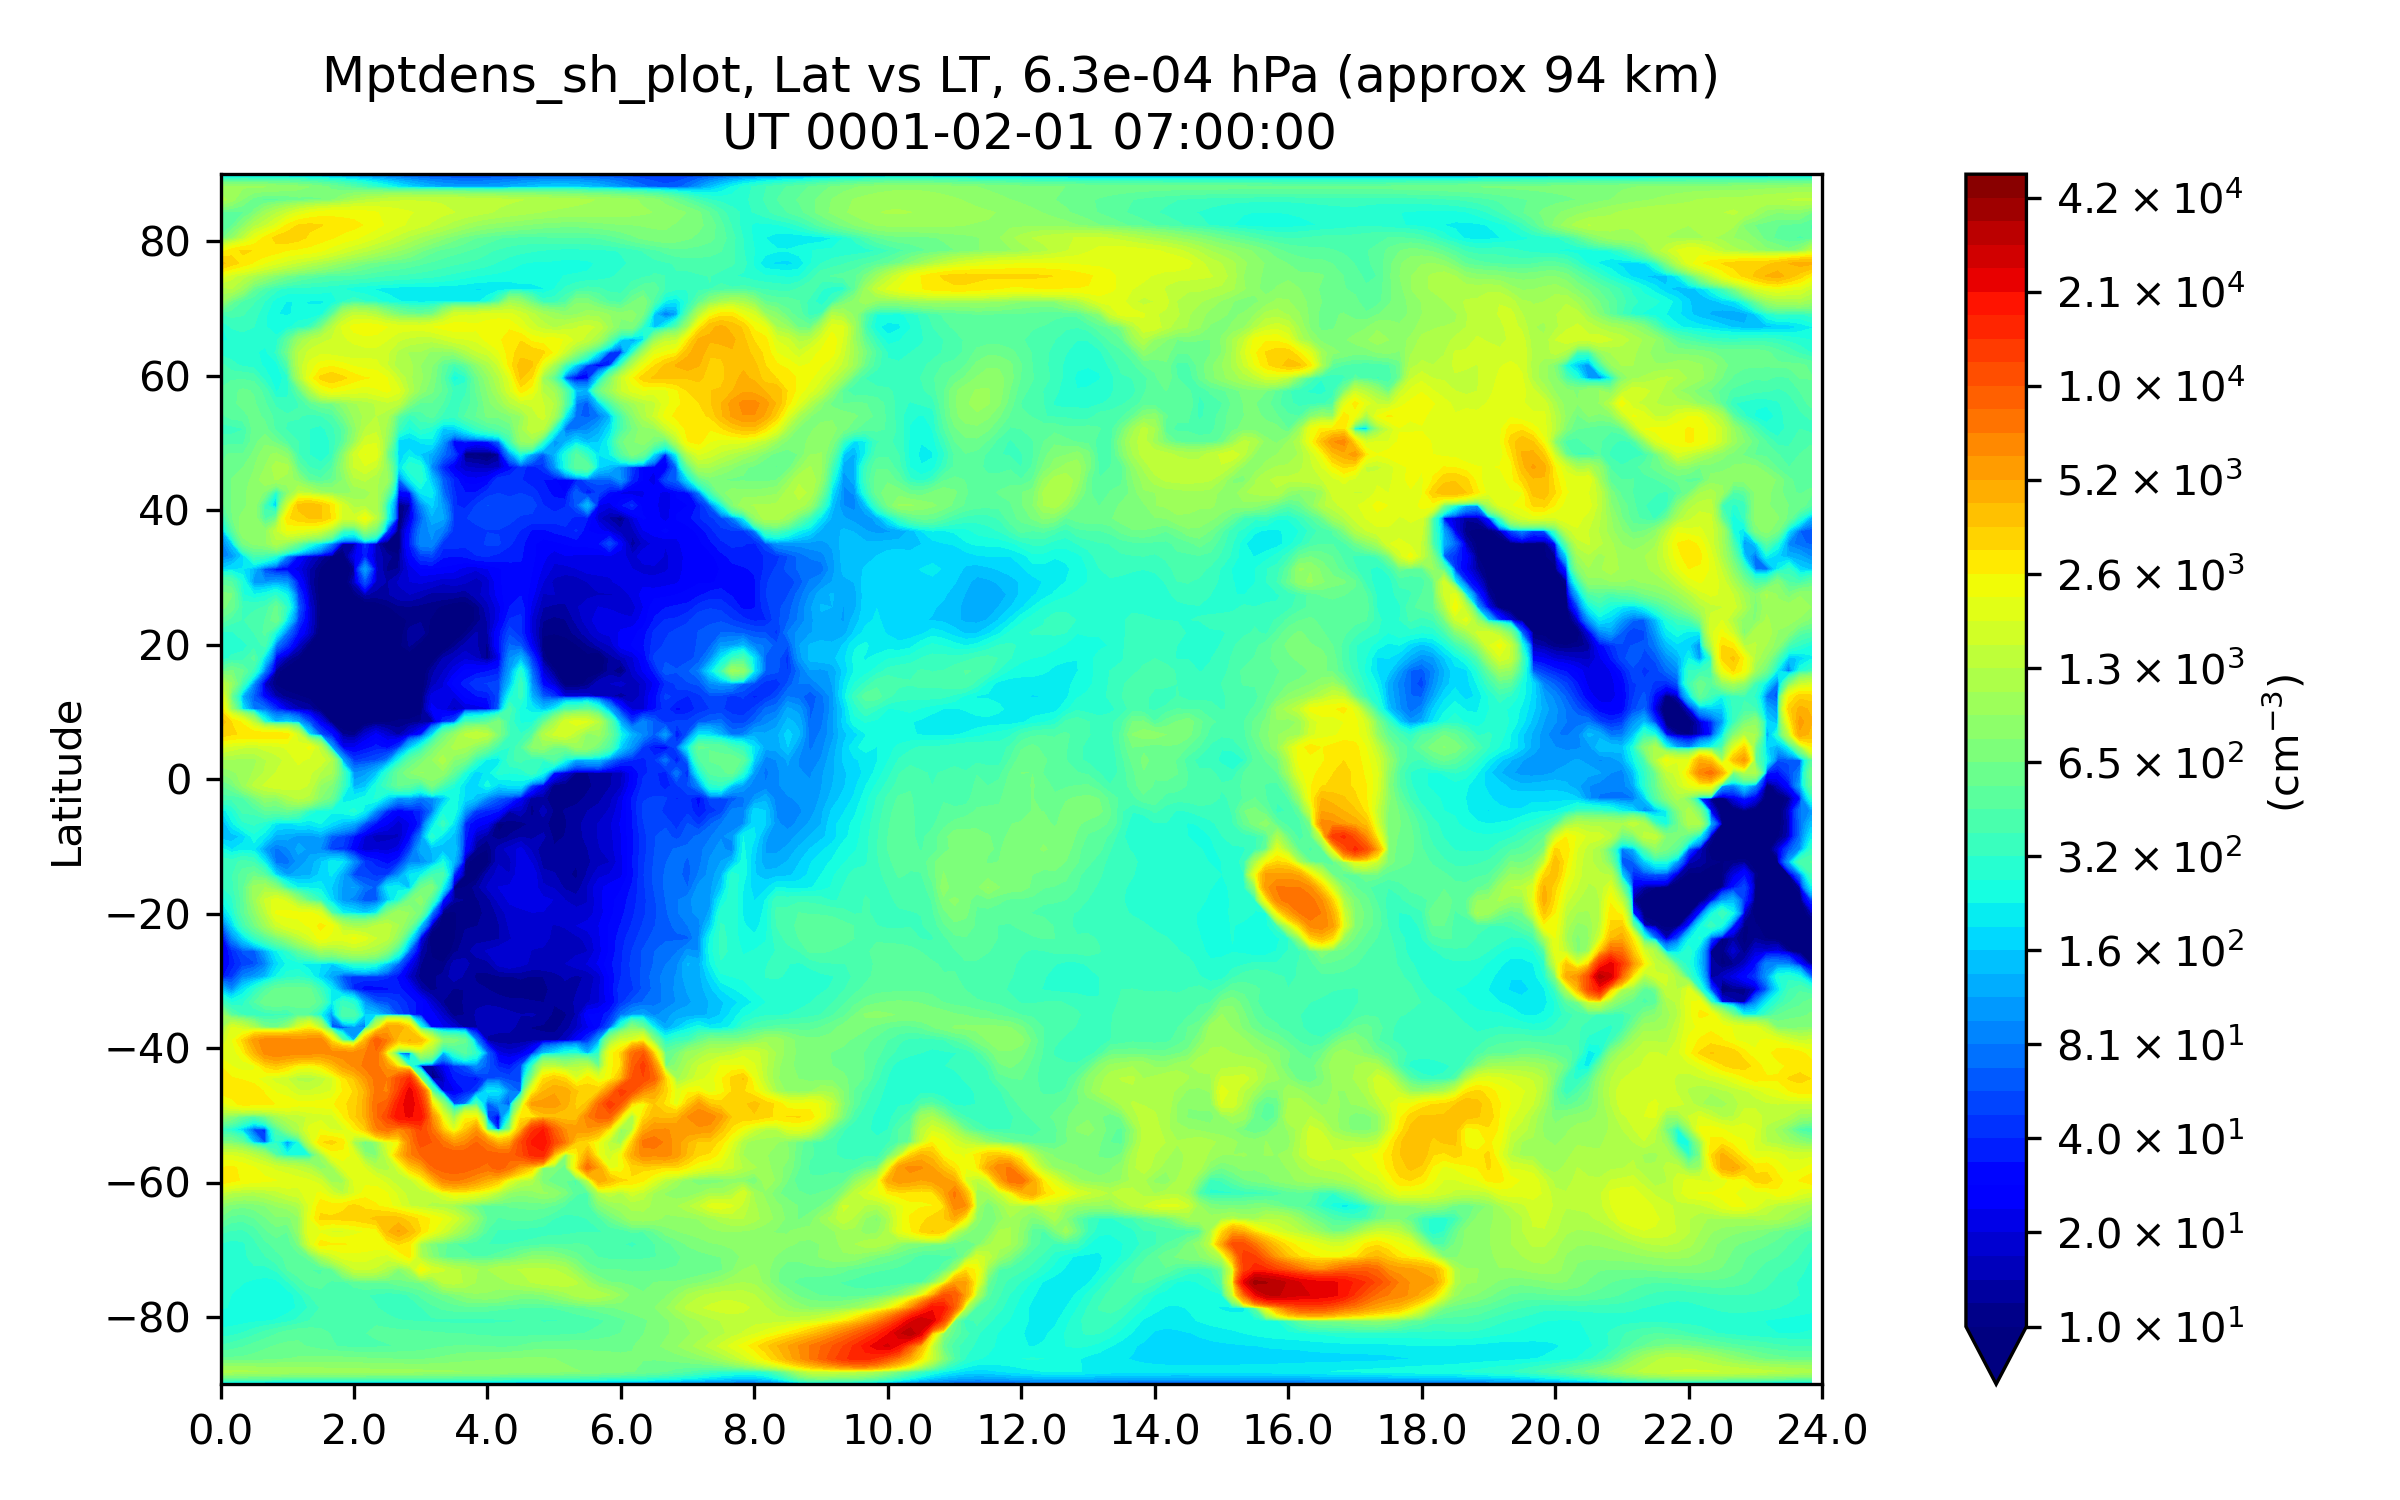 Mptdens_sh_plot, Lat vs LT, 6.3e-04 hPa (approx 94 km)
UT 0001-02-01 07:00:00
Latitude
80
60
40
20
0
−20
−40
−60
−80
0.0 2.0 4.0 6.0 8.0 10.0 12.0 14.0 16.0 18.0 20.0 22.0 24.0
4.2 × 10⁴
2.1 × 10⁴
1.0 × 10⁴
5.2 × 10³
2.6 × 10³
1.3 × 10³
6.5 × 10²
3.2 × 10²
1.6 × 10²
8.1 × 10¹
4.0 × 10¹
2.0 × 10¹
1.0 × 10¹
(cm⁻³)